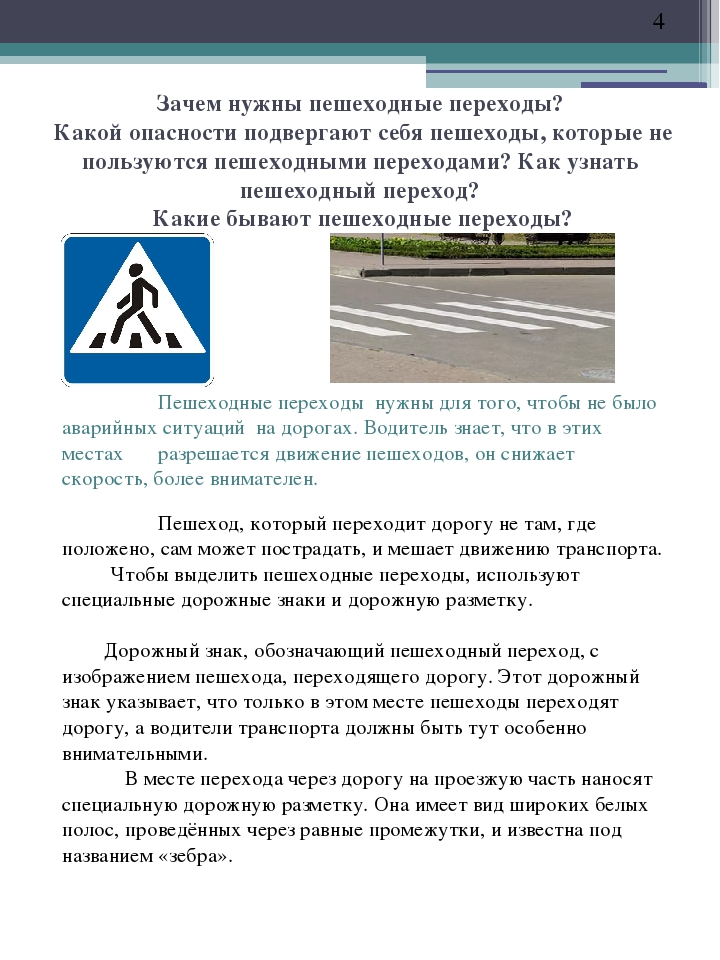 4
Зачем нужны пешеходные переходы?
Какой опасности подвергают себя пешеходы, которые не
пользуются пешеходными переходами? Как узнать
пешеходный переход?
Какие бывают пешеходные переходы?
Пешеходные переходы нужны для того, чтобы не было
аварийных ситуаций на дорогах. Водитель знает, что в этих
местах разрешается движение пешеходов, он снижает
скорость, более внимателен.
Пешеход, который переходит дорогу не там, где
положено, сам может пострадать, и мешает движению транспорта.
Чтобы выделить пешеходные переходы, используют
специальные дорожные знаки и дорожную разметку.
Дорожный знак, обозначающий пешеходный переход, с
изображением пешехода, переходящего дорогу. Этот дорожный
знак указывает, что только в этом месте пешеходы переходят
дорогу, а водители транспорта должны быть тут особенно
внимательными.
В месте перехода через дорогу на проезжую часть наносят
специальную дорожную разметку. Она имеет вид широких белых
полос, проведённых через равные промежутки, и известна под
названием «зебра».